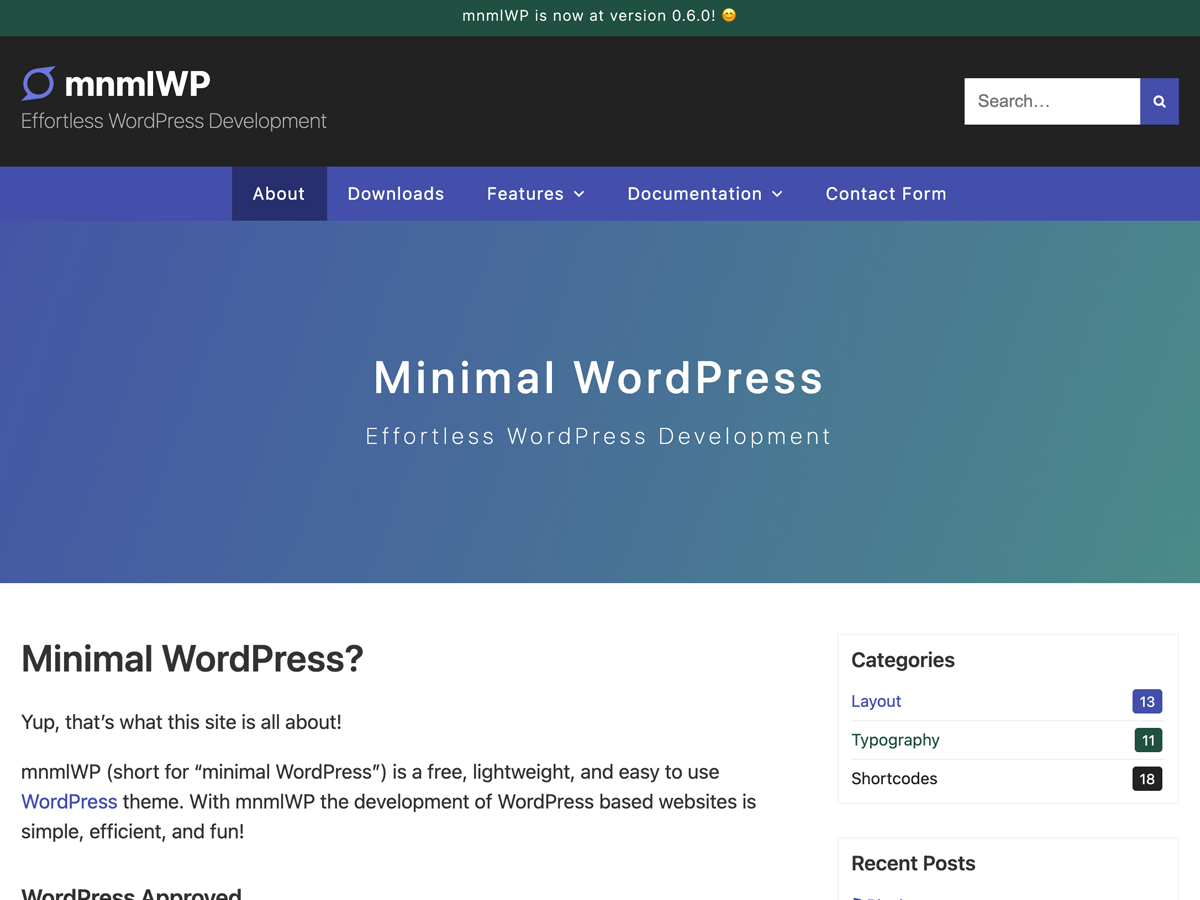 mnmlWP is now at version 0.6.0! 😊
mnmlWP
Effortless WordPress Development
Search...
About Downloads Features Documentation Contact Form
Minimal WordPress
Effortless WordPress Development
Minimal WordPress?
Yup, that’s what this site is all about!
mnmlWP (short for “minimal WordPress”) is a free, lightweight, and easy to use
WordPress theme. With mnmlWP the development of WordPress based websites is
simple, efficient, and fun!
WordPress Approved
Categories
Layout 13
Typography 11
Shortcodes 18
Recent Posts